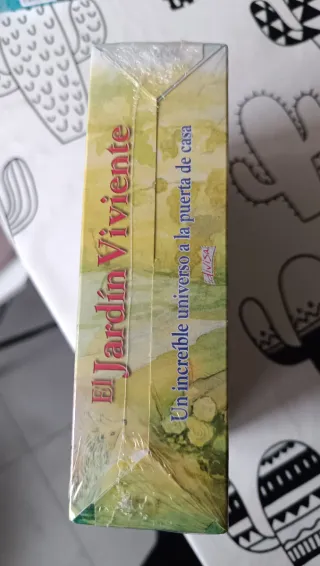 El Jardín Viviente
Un increíble universo a la puerta de casa